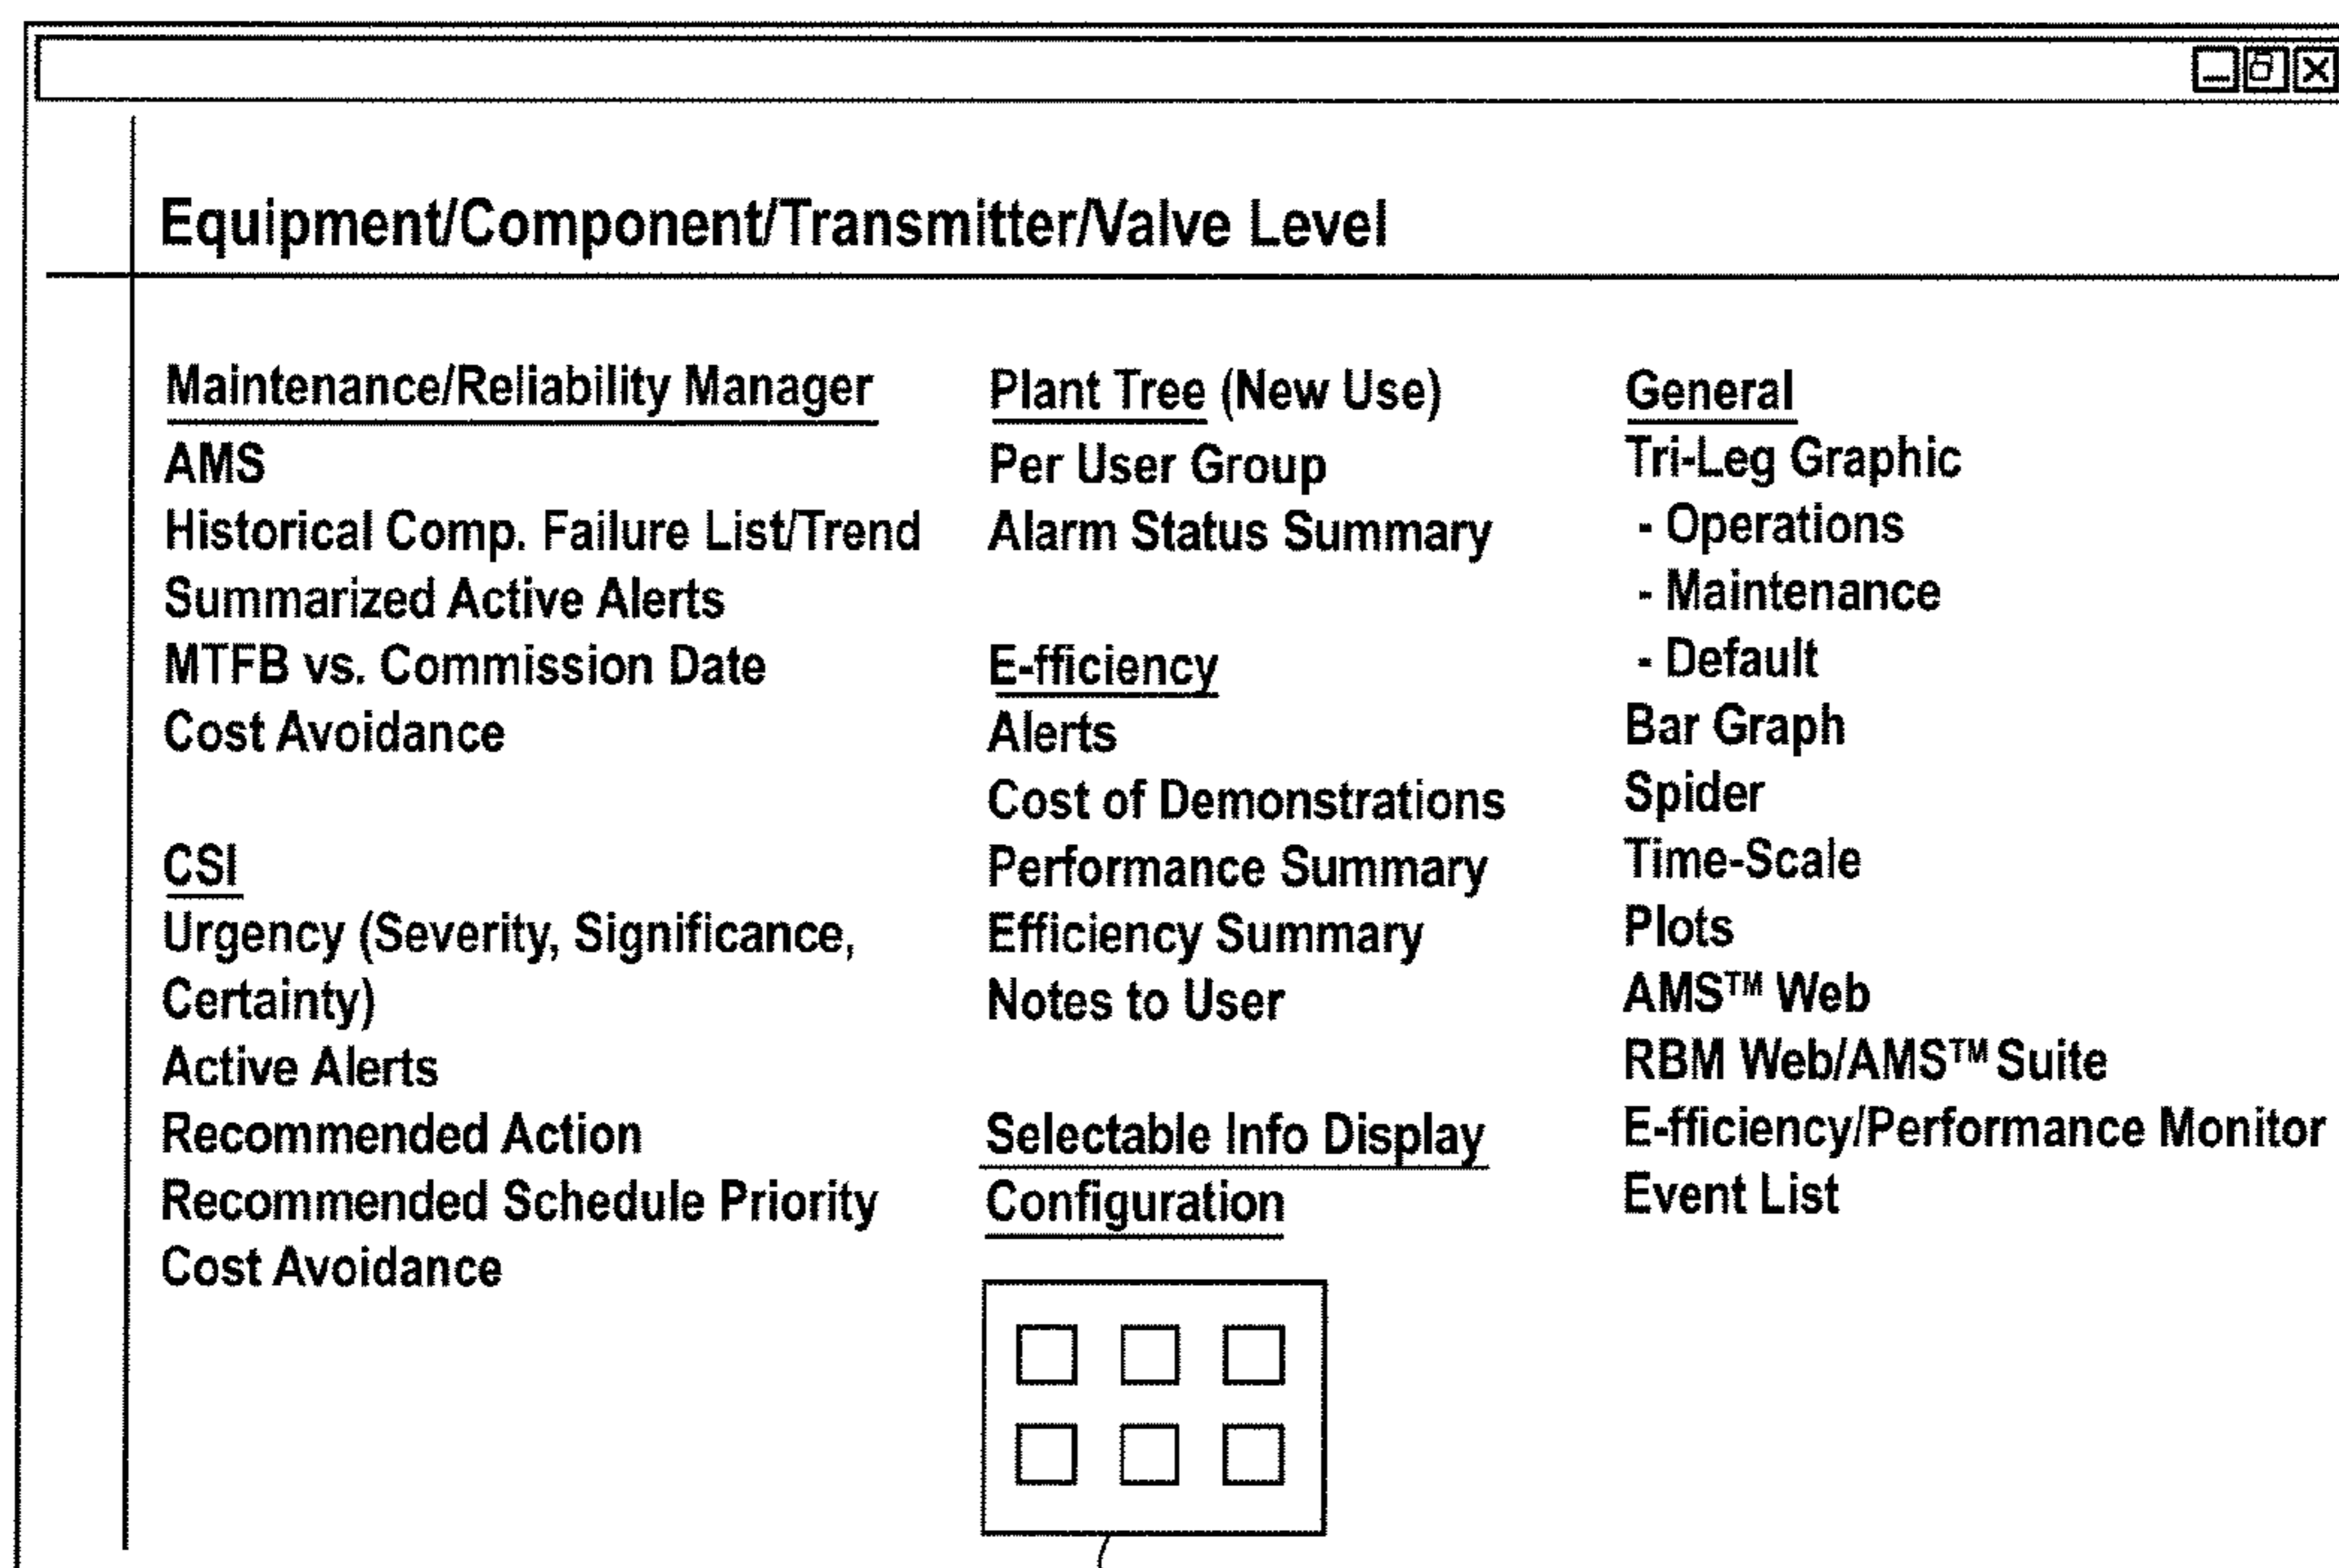 Equipment/Component/Transmitter/Valve Level
Maintenance/Reliability Manager
AMS
Historical Comp. Failure List/Trend
Summarized Active Alerts
MTFB vs. Commission Date
Cost Avoidance
CSI
Urgency (Severity, Significance,
Certainty)
Active Alerts
Recommended Action
Recommended Schedule Priority
Cost Avoidance
Plant Tree (New Use)
Per User Group
Alarm Status Summary
E-fficiency
Alerts
Cost of Demonstrations
Performance Summary
Efficiency Summary
Notes to User
Selectable Info Display
Configuration
General
Tri-Leg Graphic
- Operations
- Maintenance
- Default
Bar Graph
Spider
Time-Scale
Plots
AMS™ Web
RBM Web/AMS™ Suite
E-fficiency/Performance Monitor
Event List